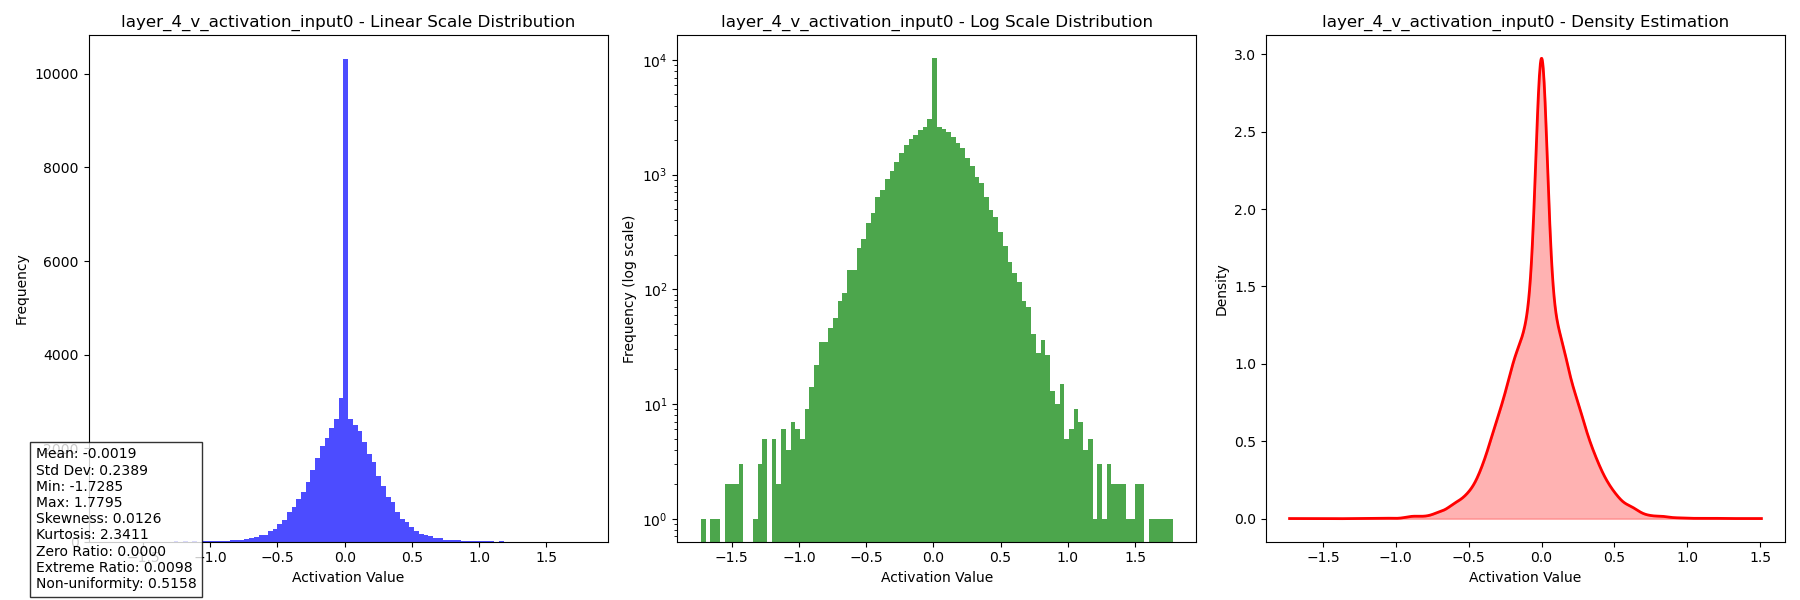 layer_4_v_activation_input0 - Linear Scale Distribution
10000
8000
6000
4000
2000
0
Frequency
−1.0 −0.5 0.0 0.5 1.0 1.5
Activation Value
Mean: -0.0019
Std Dev: 0.2389
Min: -1.7285
Max: 1.7795
Skewness: 0.0126
Kurtosis: 2.3411
Zero Ratio: 0.0000
Extreme Ratio: 0.0098
Non-uniformity: 0.5158
layer_4_v_activation_input0 - Log Scale Distribution
10⁴
10³
10²
10¹
10⁰
Frequency (log scale)
−1.5 −1.0 −0.5 0.0 0.5 1.0 1.5
Activation Value
layer_4_v_activation_input0 - Density Estimation
3.0
2.5
2.0
1.5
1.0
0.5
0.0
Density
−1.5 −1.0 −0.5 0.0 0.5 1.0 1.5
Activation Value